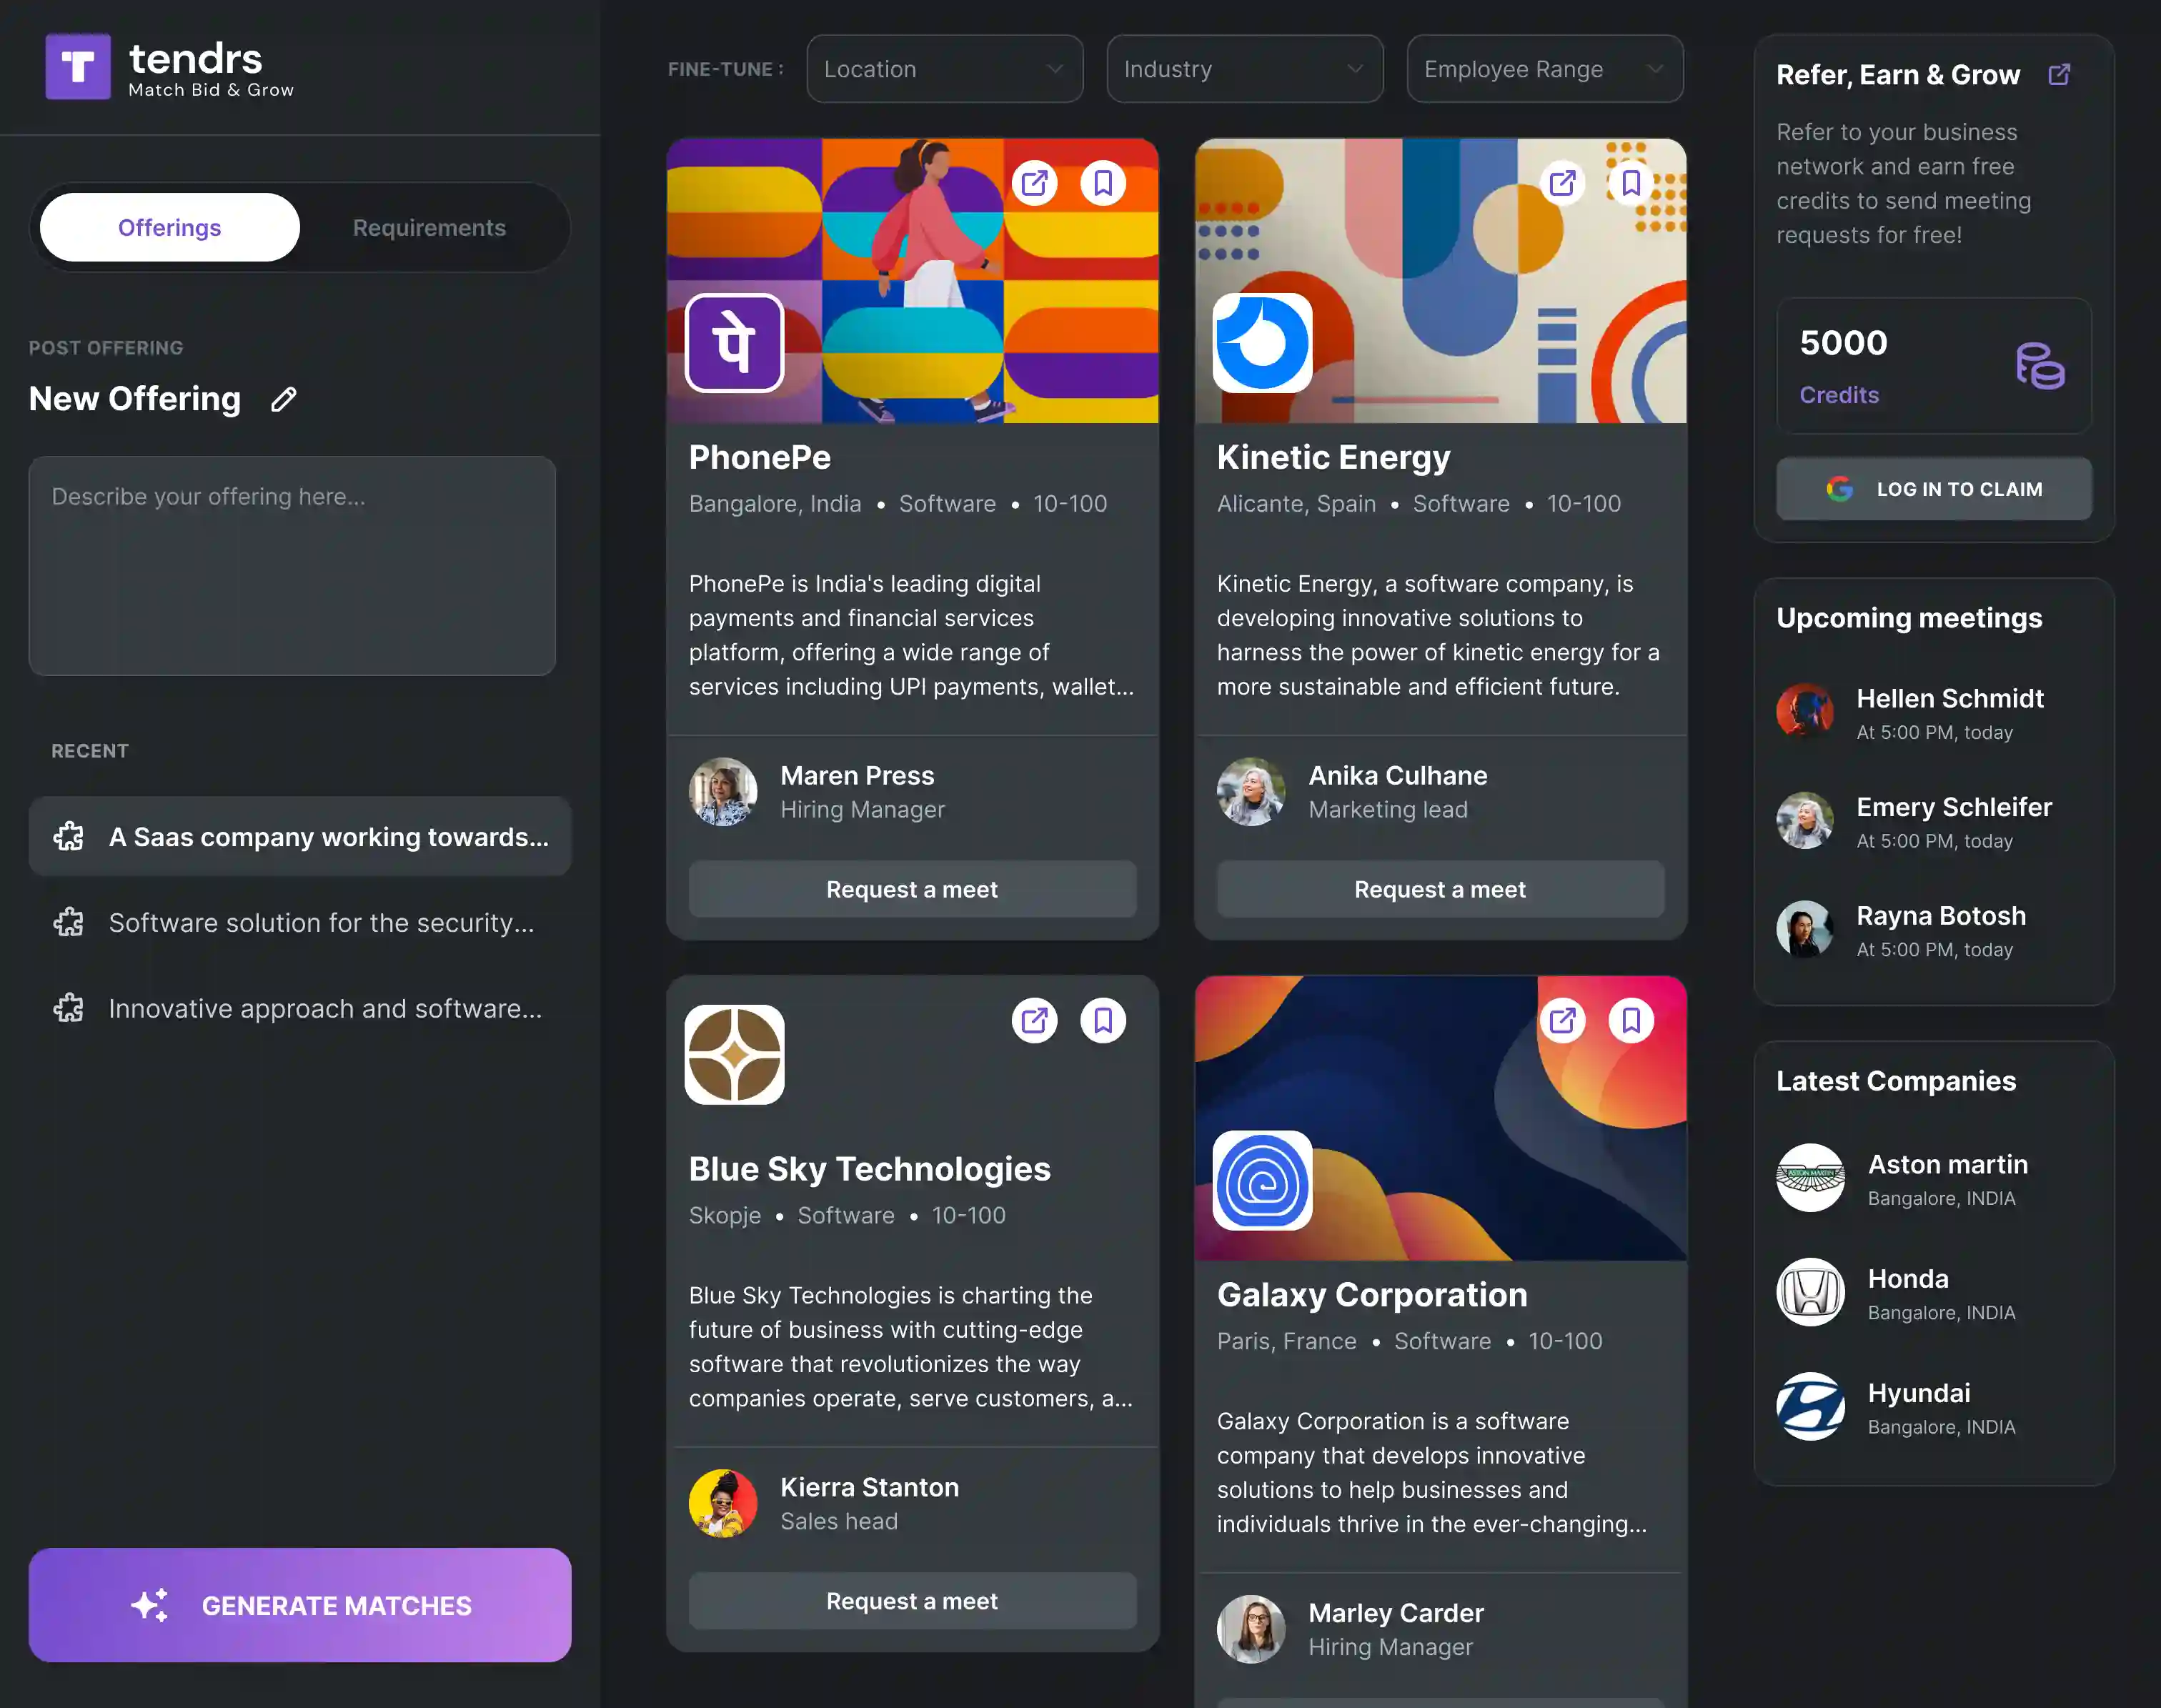 tendrs
Match Bid & Grow
Offerings
Requirements
POST OFFERING
New Offering
Describe your offering here...
RECENT
A Saas company working towards...
Software solution for the security...
Innovative approach and software...
GENERATE MATCHES
FINE-TUNE :
Location
Industry
Employee Range
पे
PhonePe
Bangalore, India • Software • 10-100
PhonePe is India's leading digital
payments and financial services
platform, offering a wide range of
services including UPI payments, wallet...
Maren Press
Hiring Manager
Request a meet
Kinetic Energy
Alicante, Spain • Software • 10-100
Kinetic Energy, a software company, is
developing innovative solutions to
harness the power of kinetic energy for a
more sustainable and efficient future.
Anika Culhane
Marketing lead
Request a meet
Blue Sky Technologies
Skopje • Software • 10-100
Blue Sky Technologies is charting the
future of business with cutting-edge
software that revolutionizes the way
companies operate, serve customers, a...
Kierra Stanton
Sales head
Request a meet
Galaxy Corporation
Paris, France • Software • 10-100
Galaxy Corporation is a software
company that develops innovative
solutions to help businesses and
individuals thrive in the ever-changing...
Marley Carder
Hiring Manager
Refer, Earn & Grow
Refer to your business
network and earn free
credits to send meeting
requests for free!
5000
Credits
LOG IN TO CLAIM
Upcoming meetings
Hellen Schmidt
At 5:00 PM, today
Emery Schleifer
At 5:00 PM, today
Rayna Botosh
At 5:00 PM, today
Latest Companies
ASTON MARTIN
Aston martin
Bangalore, INDIA
Honda
Bangalore, INDIA
Hyundai
Bangalore, INDIA